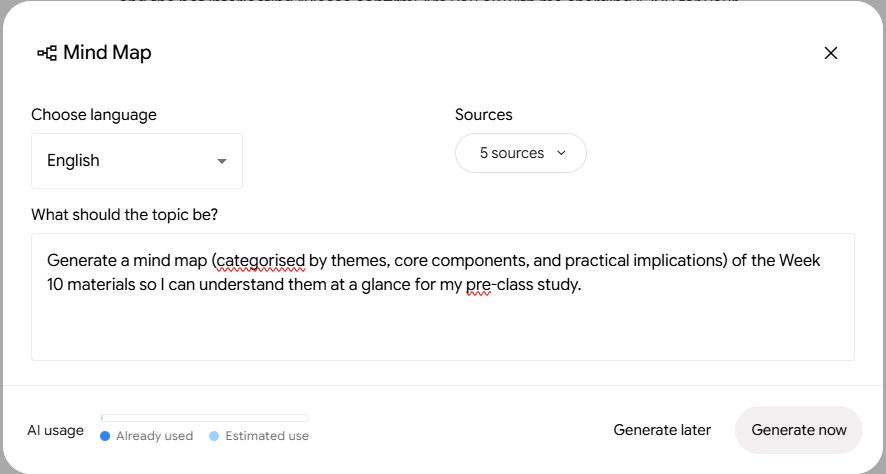 Mind Map
Choose language
Sources
English
5 sources
What should the topic be?
Generate a mind map (categorised by themes, core components, and practical implications) of the Week
10 materials so I can understand them at a glance for my pre-class study.
AI usage
Already used
Estimated use
Generate later
Generate now